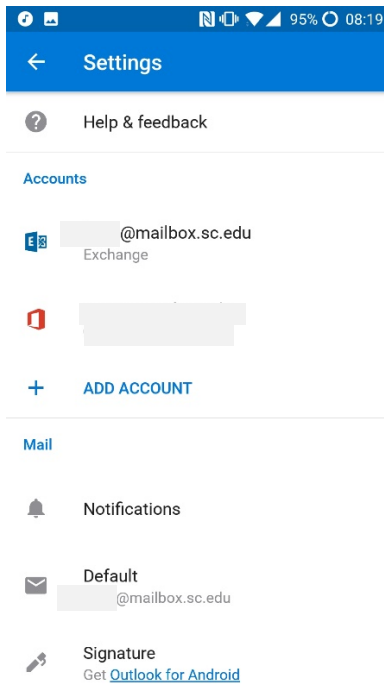 95% 08:19
Settings
Help & feedback
Accounts
@mailbox.sc.edu
Exchange
ADD ACCOUNT
Mail
Notifications
Default
@mailbox.sc.edu
Signature
Get Outlook for Android